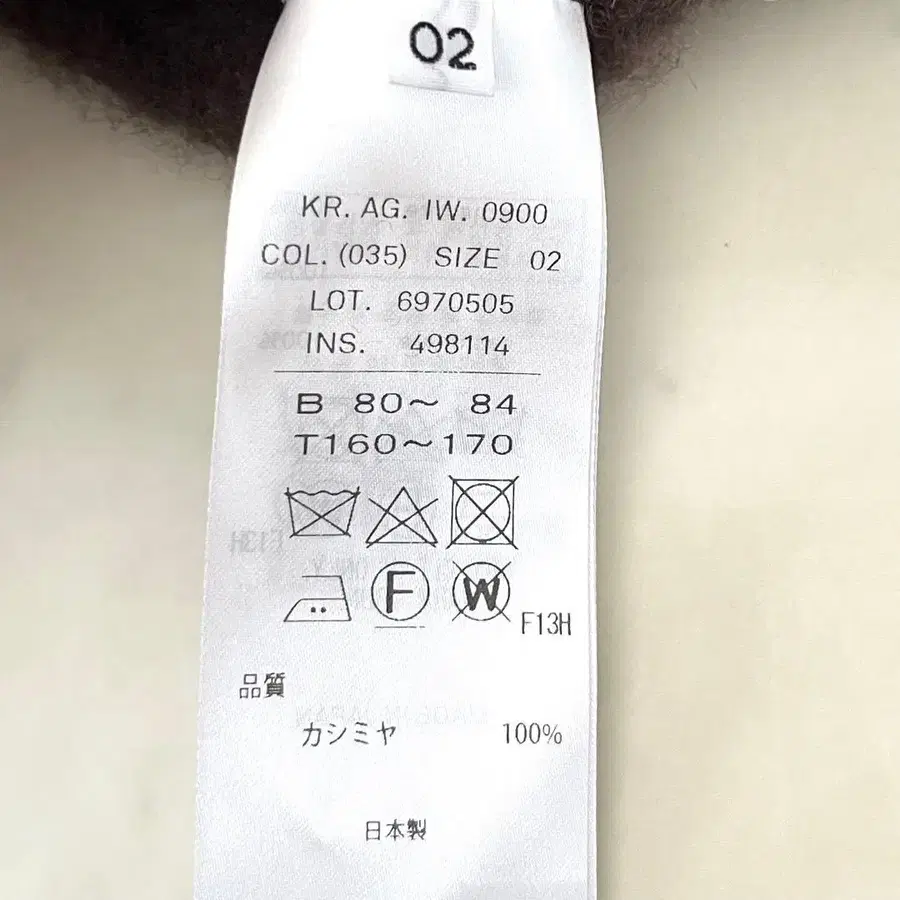 02
KR. AG. IW. 0900
COL. (035) SIZE 02
LOT. 6970505
INS. 498114
B 80～ 84
T160～170
F W F13H
品質
カシミヤ 100%
日本製